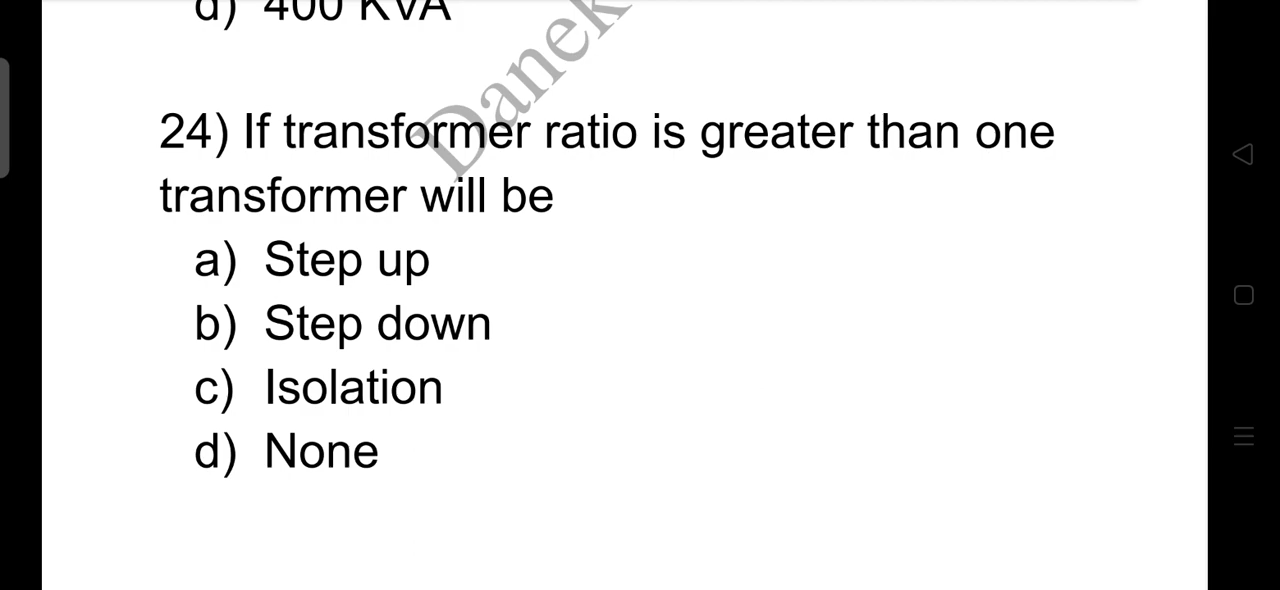 d) 400 KVA
Danek
24) If transformer ratio is greater than one
transformer will be
a) Step up
b) Step down
c) Isolation
d) None